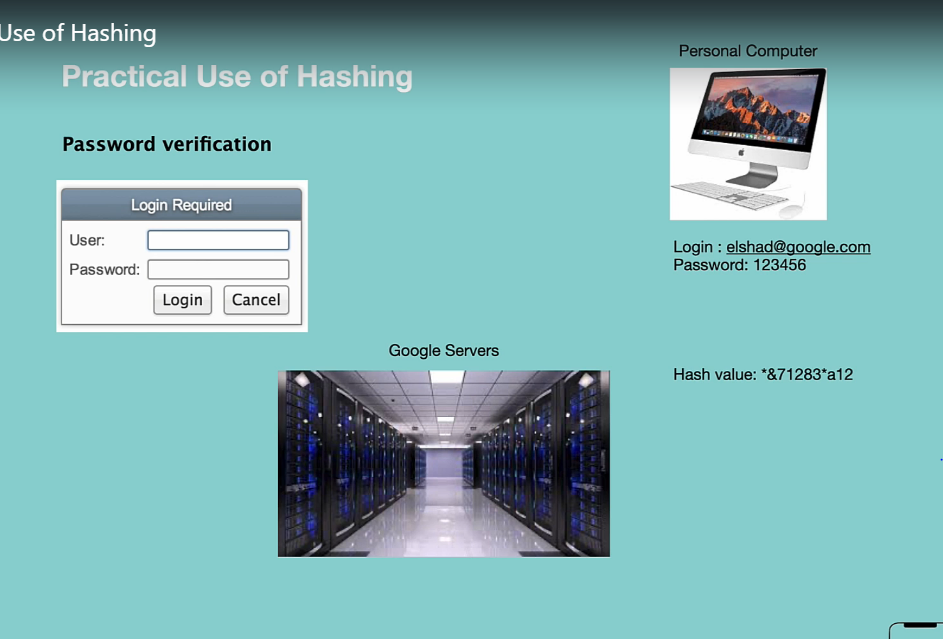 Use of Hashing
Practical Use of Hashing
Personal Computer
Password verification
Login Required
User:
Password:
Login Cancel
Login : elshad@google.com
Password: 123456
Google Servers
Hash value: *&71283*a12